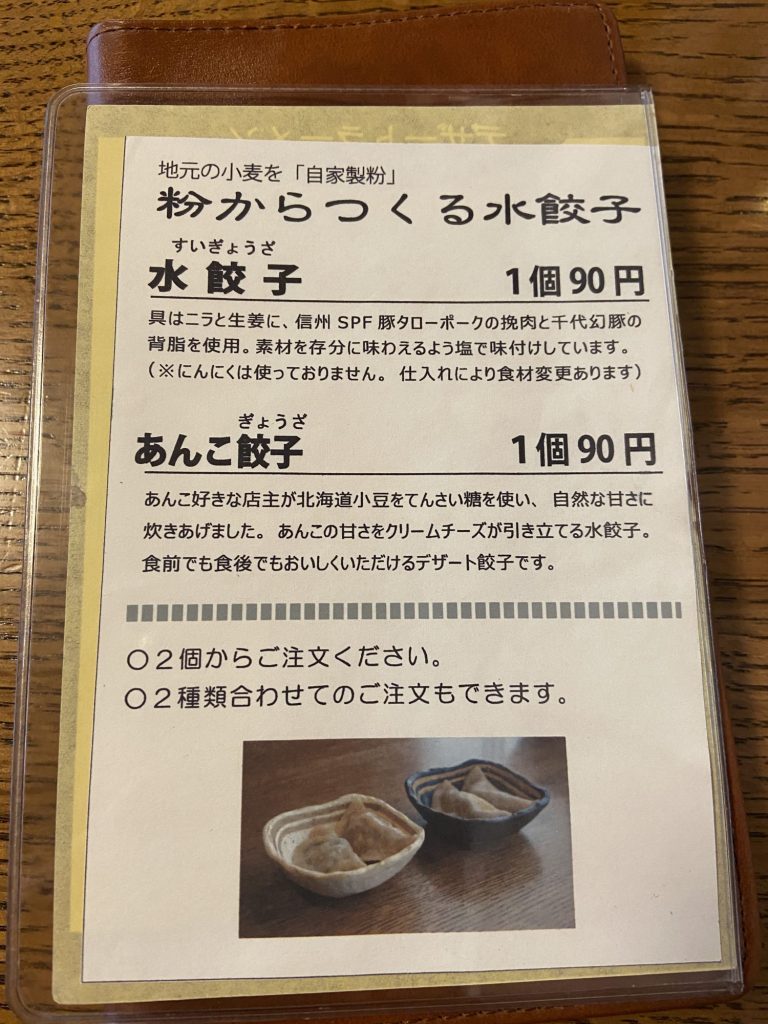 地元の小麦を「自家製粉」
粉からつくる水餃子
すいぎょうざ
水餃子 1個90円
具はニラと生姜に、信州SPF豚タローポークの挽肉と千代幻豚の
背脂を使用。素材を存分に味わえるよう塩で味付けしています。
（※にんにくは使っておりません。仕入れにより食材変更あります）
ぎょうざ
あんこ餃子 1個90円
あんこ好きな店主が北海道小豆をてんさい糖を使い、自然な甘さに
炊きあげました。あんこの甘さをクリームチーズが引き立てる水餃子。
食前でも食後でもおいしくいただけるデザート餃子です。
○2個からご注文ください。
○2種類合わせてのご注文もできます。